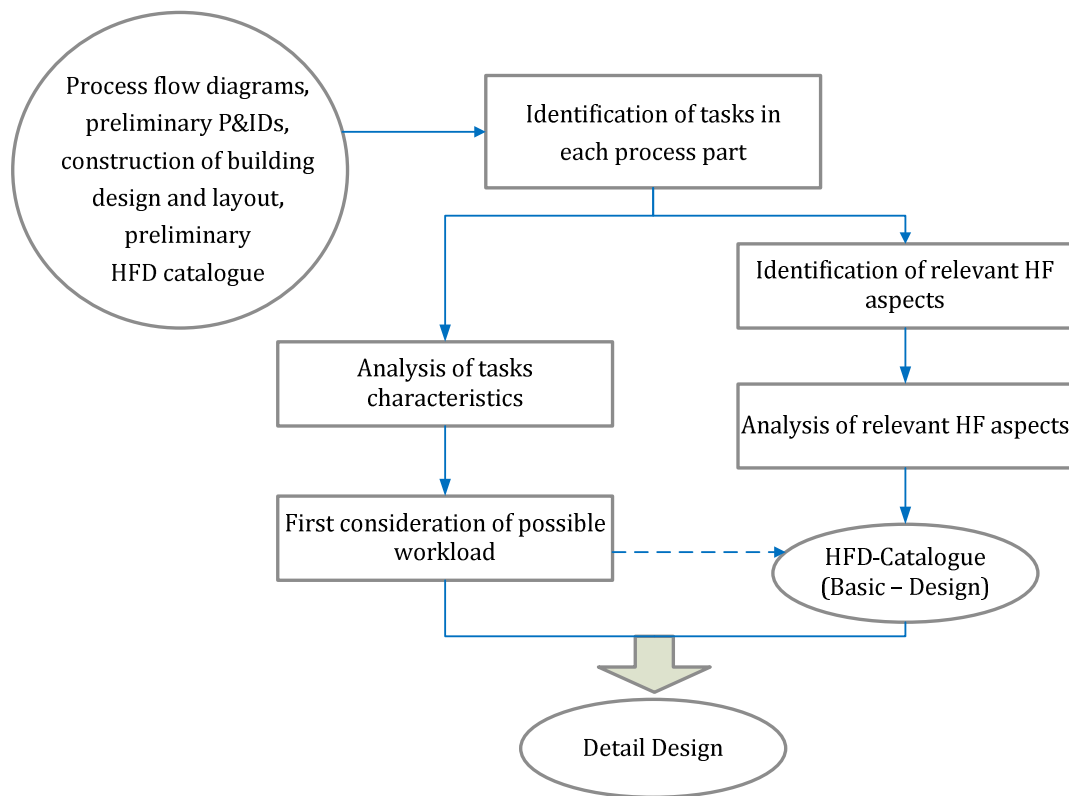 Process flow diagrams,
preliminary P&IDs,
construction of building
design and layout,
preliminary
HFD catalogue
Identification of tasks in
each process part
Identification of relevant HF
aspects
Analysis of tasks
characteristics
Analysis of relevant HF aspects
First consideration of possible
workload
HFD-Catalogue
(Basic – Design)
Detail Design